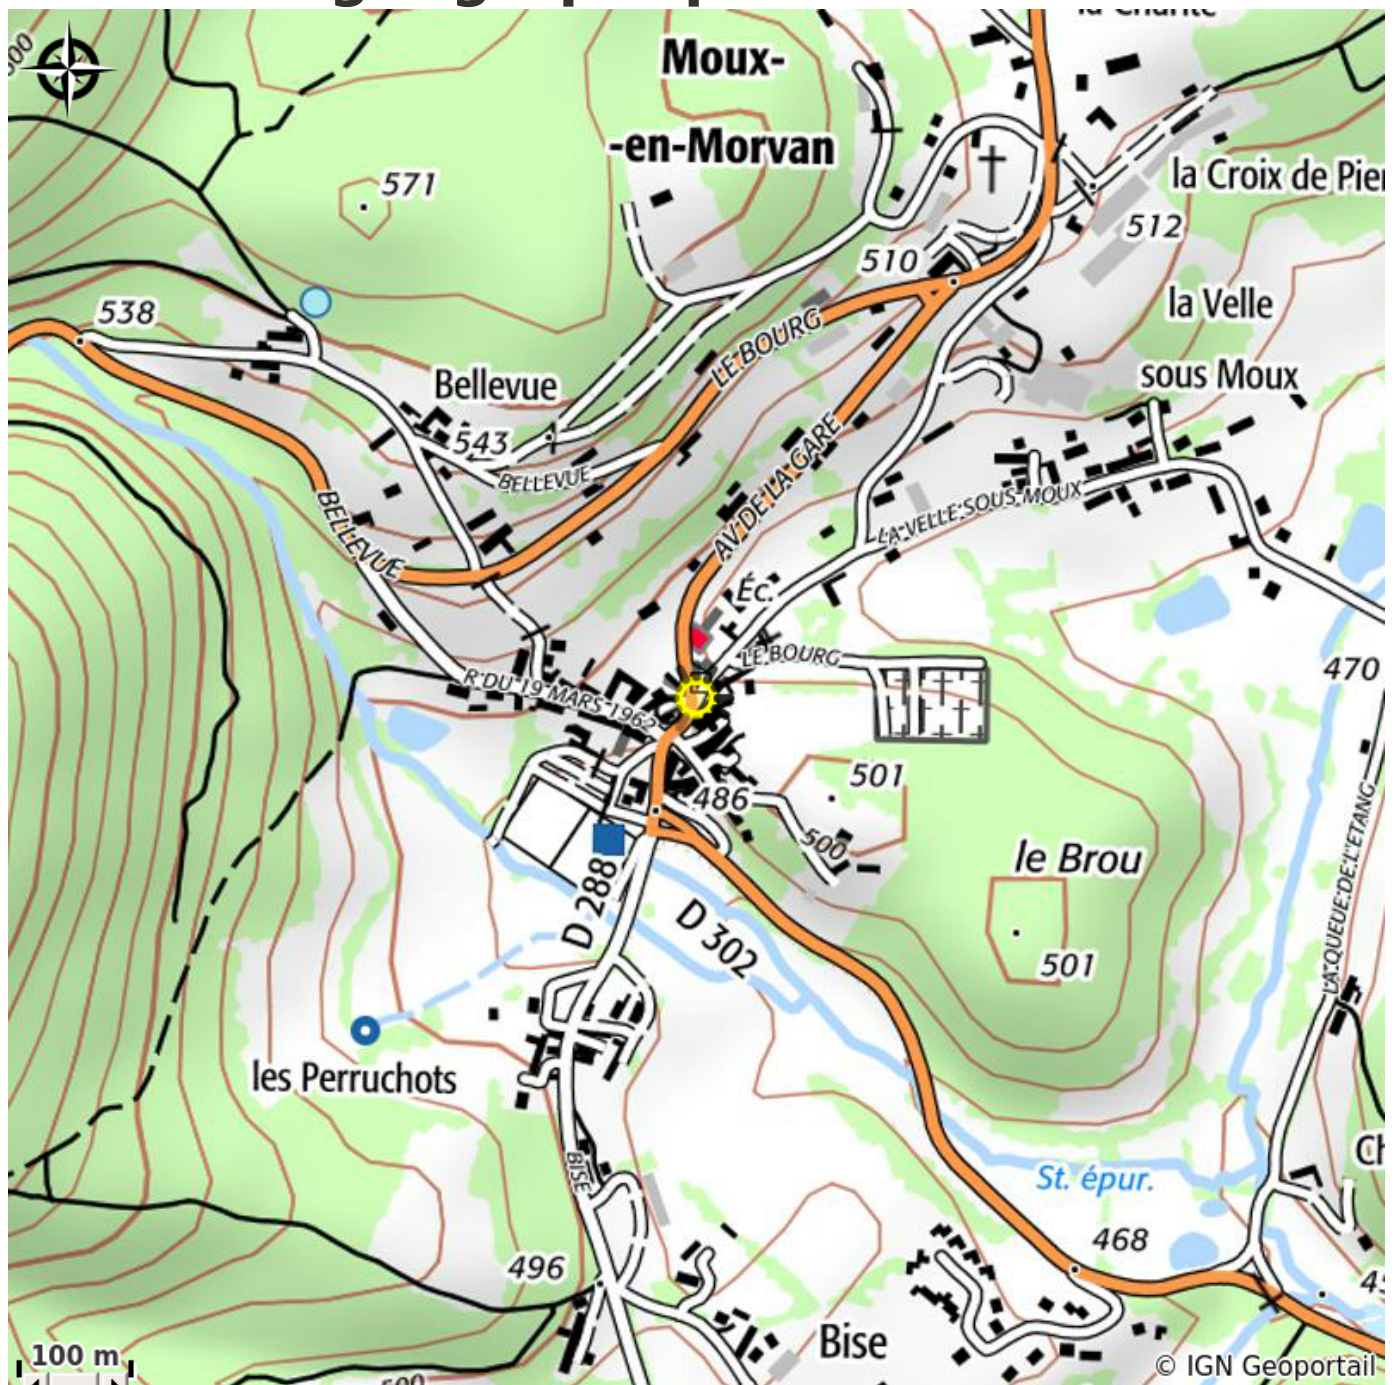 la Charité
Moux-
-en-Morvan
571
la Croix de Pier
512
510
538
la Velle
LE BOURG
sous Moux
Bellevue
543
BELLEVUE
AV DE LA GARE
LA VELLE SOUS MOUX
BELLEVUE
Éc.
LE BOURG
470
R DU 19 MARS 1962
501
486
500
le Brou
D 288
D 302
501
LA QUEUE DE L'ETANG
les Perruchots
BISE
St. épur.
468
496
Bise
100 m
© IGN Geoportail
500